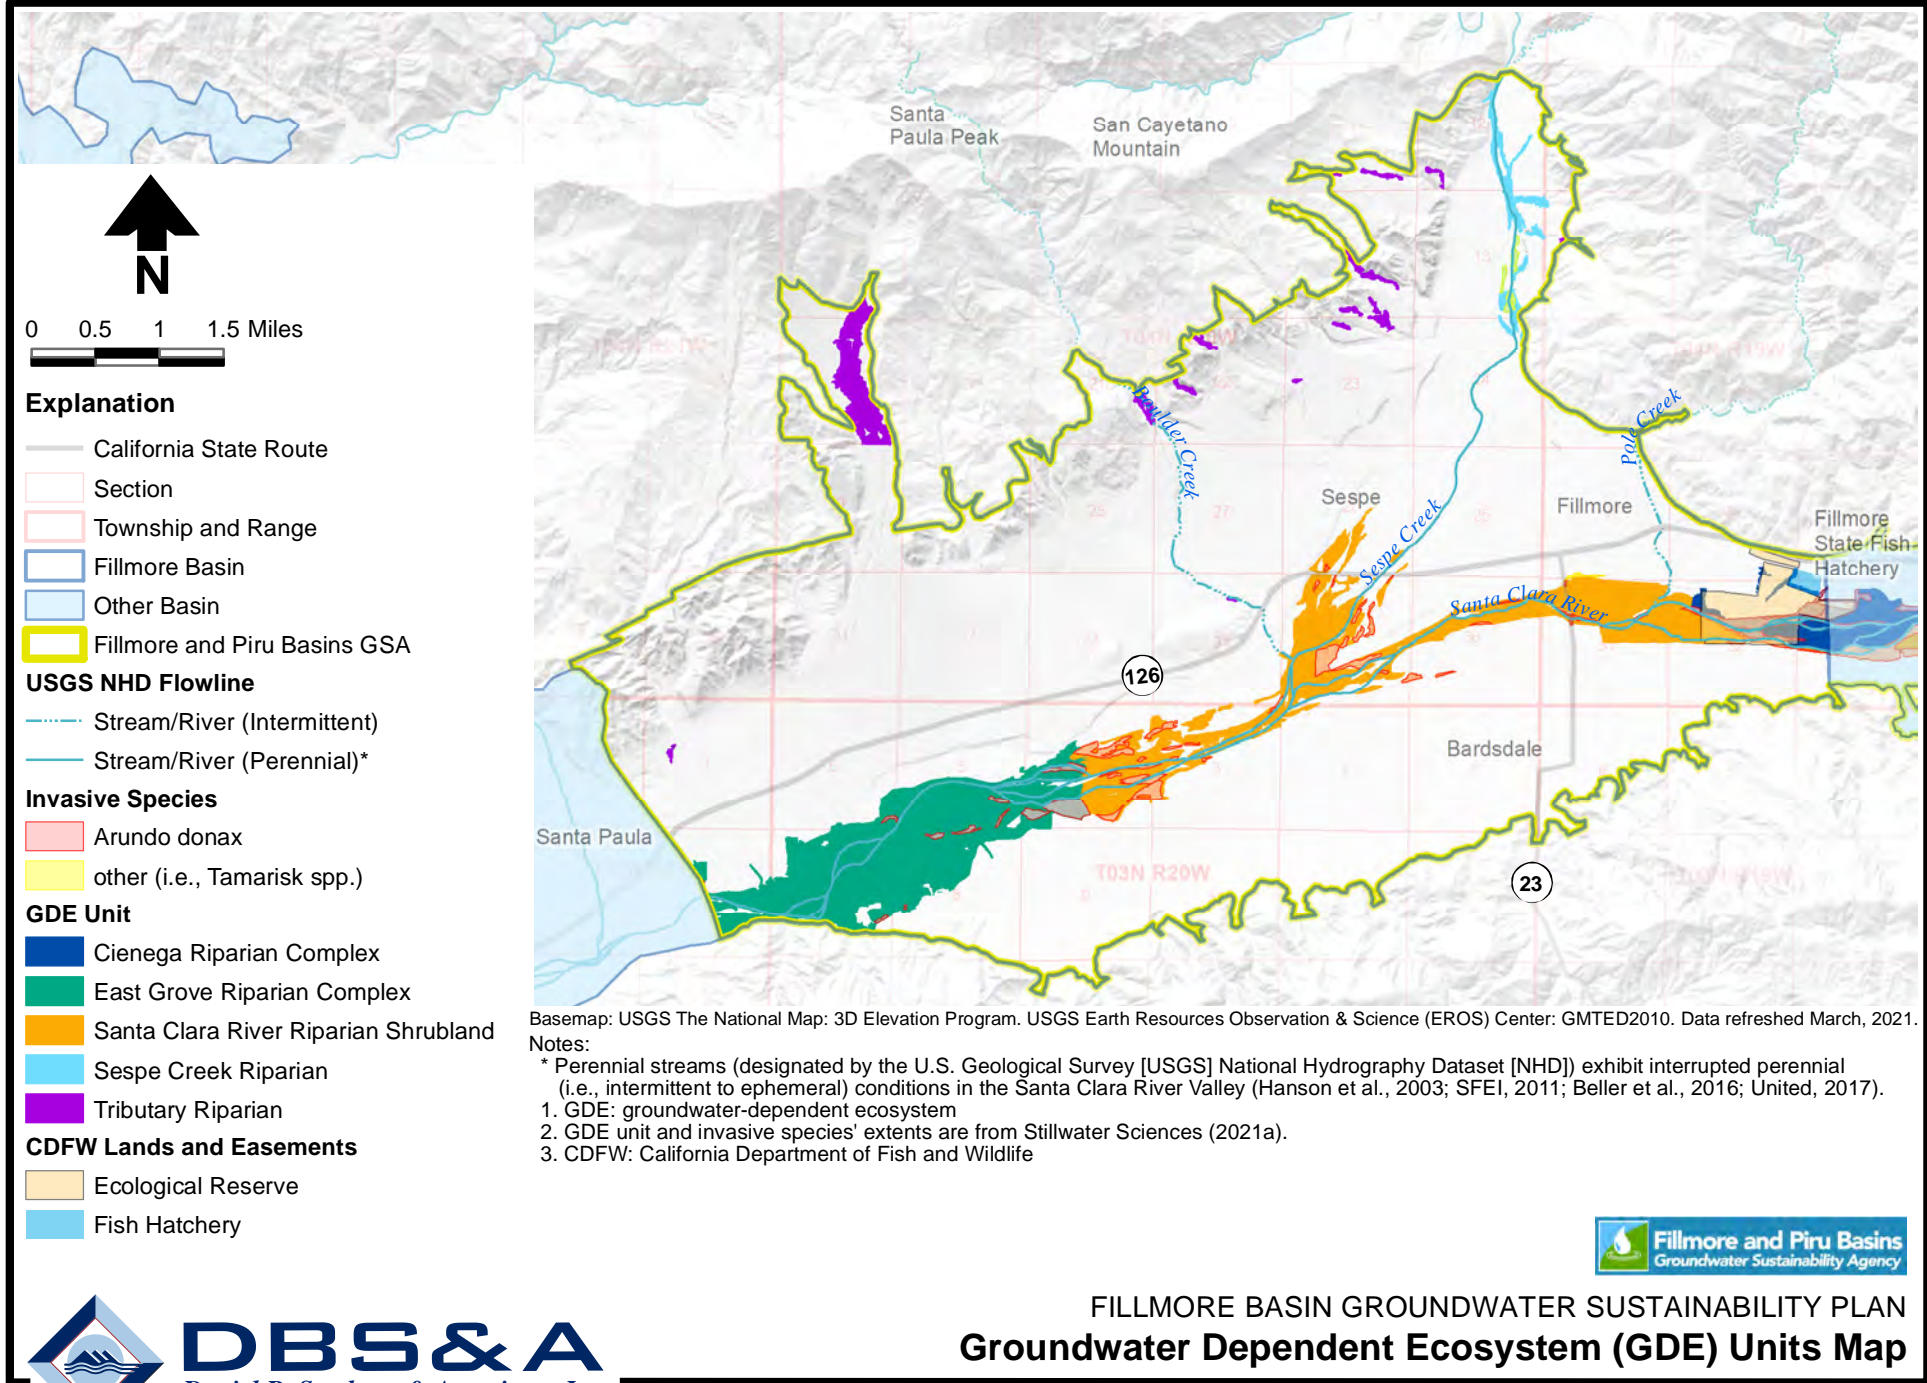 Santa
Paula Peak
San Cayetano
Mountain
N
0 0.5 1 1.5 Miles
Explanation
California State Route
Section
Township and Range
Fillmore Basin
Other Basin
Fillmore and Piru Basins GSA
USGS NHD Flowline
Stream/River (Intermittent)
Stream/River (Perennial)*
Invasive Species
Arundo donax
other (i.e., Tamarisk spp.)
GDE Unit
Cienega Riparian Complex
East Grove Riparian Complex
Santa Clara River Riparian Shrubland
Sespe Creek Riparian
Tributary Riparian
CDFW Lands and Easements
Ecological Reserve
Fish Hatchery
Boulder Creek
Pole Creek
Sespe
Sespe Creek
Fillmore
Fillmore
State Fish
Hatchery
Santa Clara River
126
Bardsdale
Santa Paula
T03N R20W
23
Basemap: USGS The National Map: 3D Elevation Program. USGS Earth Resources Observation & Science (EROS) Center: GMTED2010. Data refreshed March, 2021.
Notes:
* Perennial streams (designated by the U.S. Geological Survey [USGS] National Hydrography Dataset [NHD]) exhibit interrupted perennial
(i.e., intermittent to ephemeral) conditions in the Santa Clara River Valley (Hanson et al., 2003; SFEI, 2011; Beller et al., 2016; United, 2017).
1. GDE: groundwater-dependent ecosystem
2. GDE unit and invasive species' extents are from Stillwater Sciences (2021a).
3. CDFW: California Department of Fish and Wildlife
Fillmore and Piru Basins
Groundwater Sustainability Agency
FILLMORE BASIN GROUNDWATER SUSTAINABILITY PLAN
Groundwater Dependent Ecosystem (GDE) Units Map
DBS&A